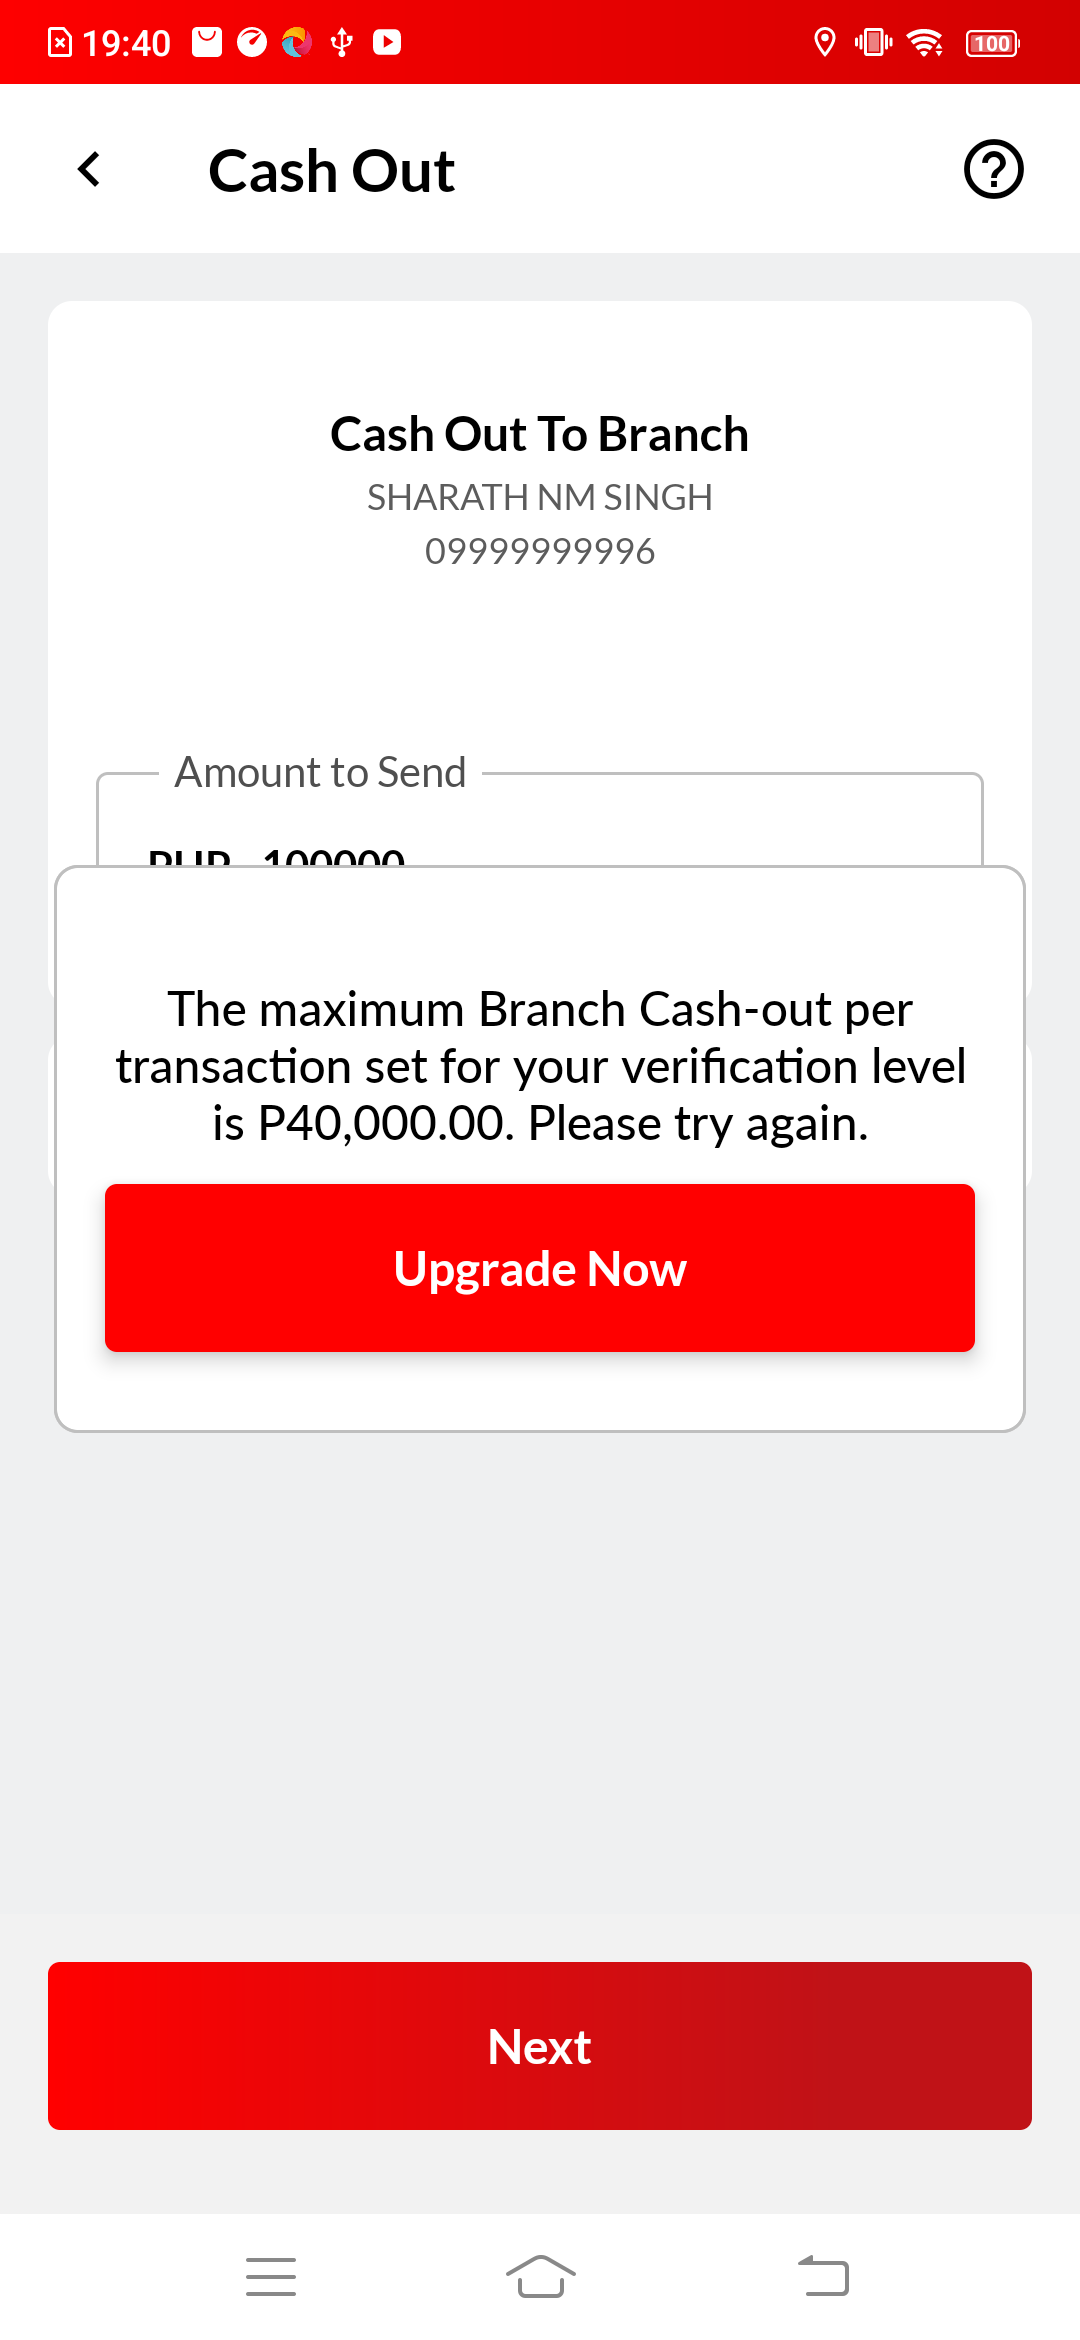 19:40
100
Cash Out
Cash Out To Branch
SHARATH NM SINGH
09999999996
Amount to Send
PHP 100000
The maximum Branch Cash-out per
transaction set for your verification level
is P40,000.00. Please try again.
Upgrade Now
Next